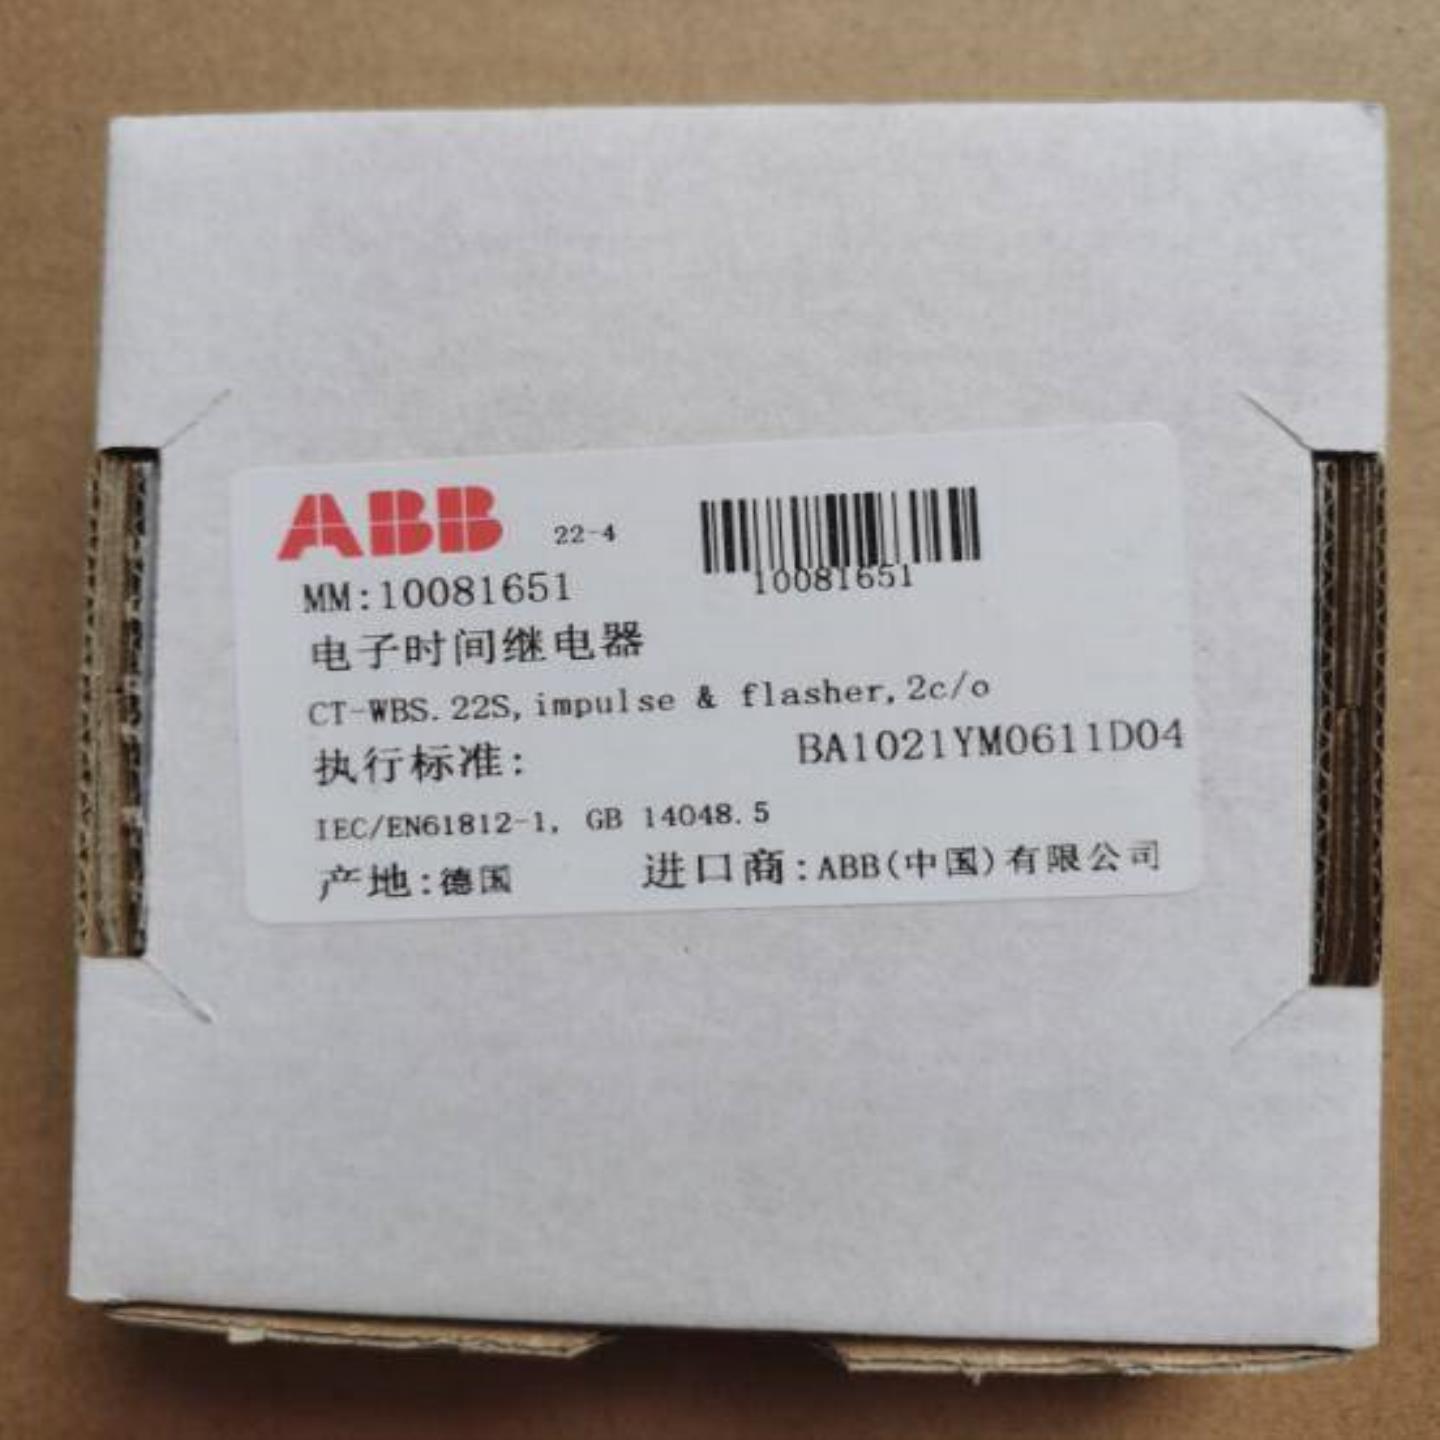 ABB 22-4
10081651
MM:10081651
电子时间继电器
CT-WBS.22S,impulse & flasher,2c/o
执行标准: BA1021YM0611D04
IEC/EN61812-1, GB 14048.5
产地:德国 进口商:ABB(中国)有限公司